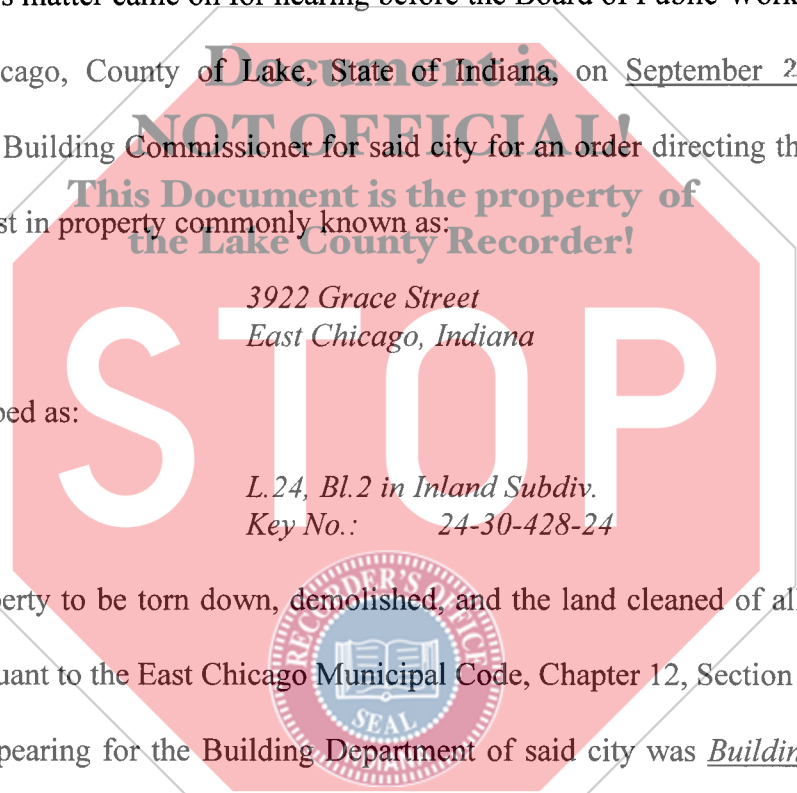 s matter came on for hearing before the Board of Public Work
cago, County of Lake, State of Indiana, on September 2
Document is
Building Commissioner for said city for an order directing th
NOT OFFICIAL!
This Document is the property of
st in property commonly known as:
the Lake County Recorder!
3922 Grace Street
East Chicago, Indiana
STOP
bed as:
L.24, Bl.2 in Inland Subdiv.
Key No.: 24-30-428-24
erty to be torn down, demolished, and the land cleaned of al
RECORDER'S OFFICE
uant to the East Chicago Municipal Code, Chapter 12, Section
SEAL
pearing for the Building Department of said city was Buildin
INDIANA